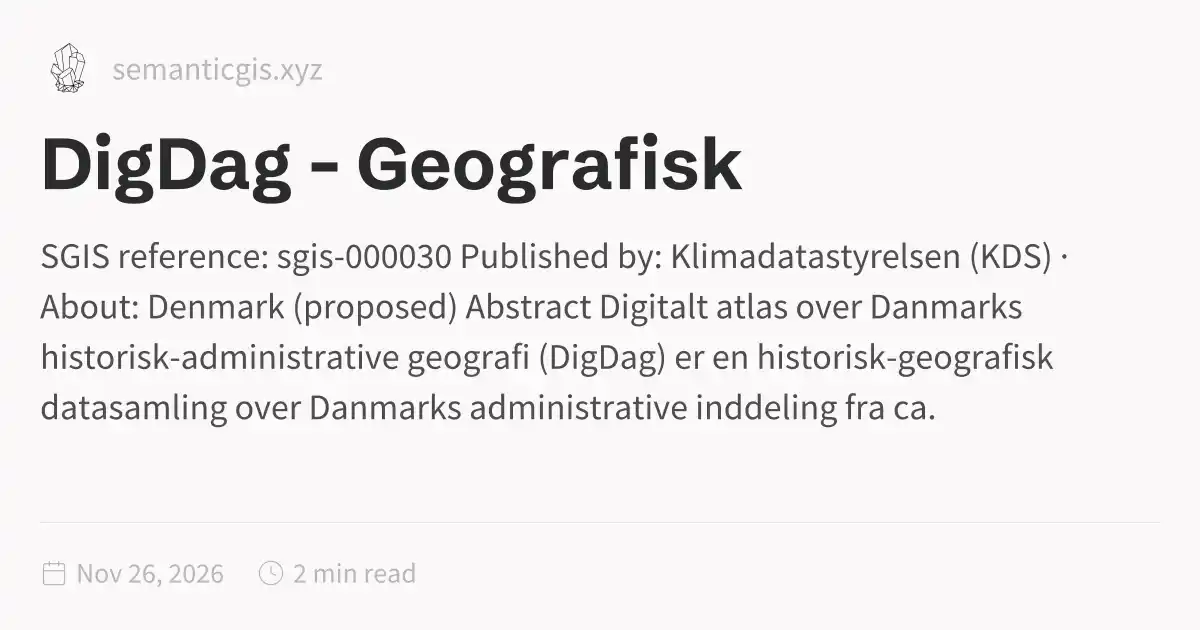 semanticgis.xyz
DigDag - Geografisk
SGIS reference: sgis-000030 Published by: Klimadatastyrelsen (KDS) ·
About: Denmark (proposed) Abstract Digitalt atlas over Danmarks
historisk-administrative geografi (DigDag) er en historisk-geografisk
datasamling over Danmarks administrative inddeling fra ca.
Nov 26, 2026 2 min read